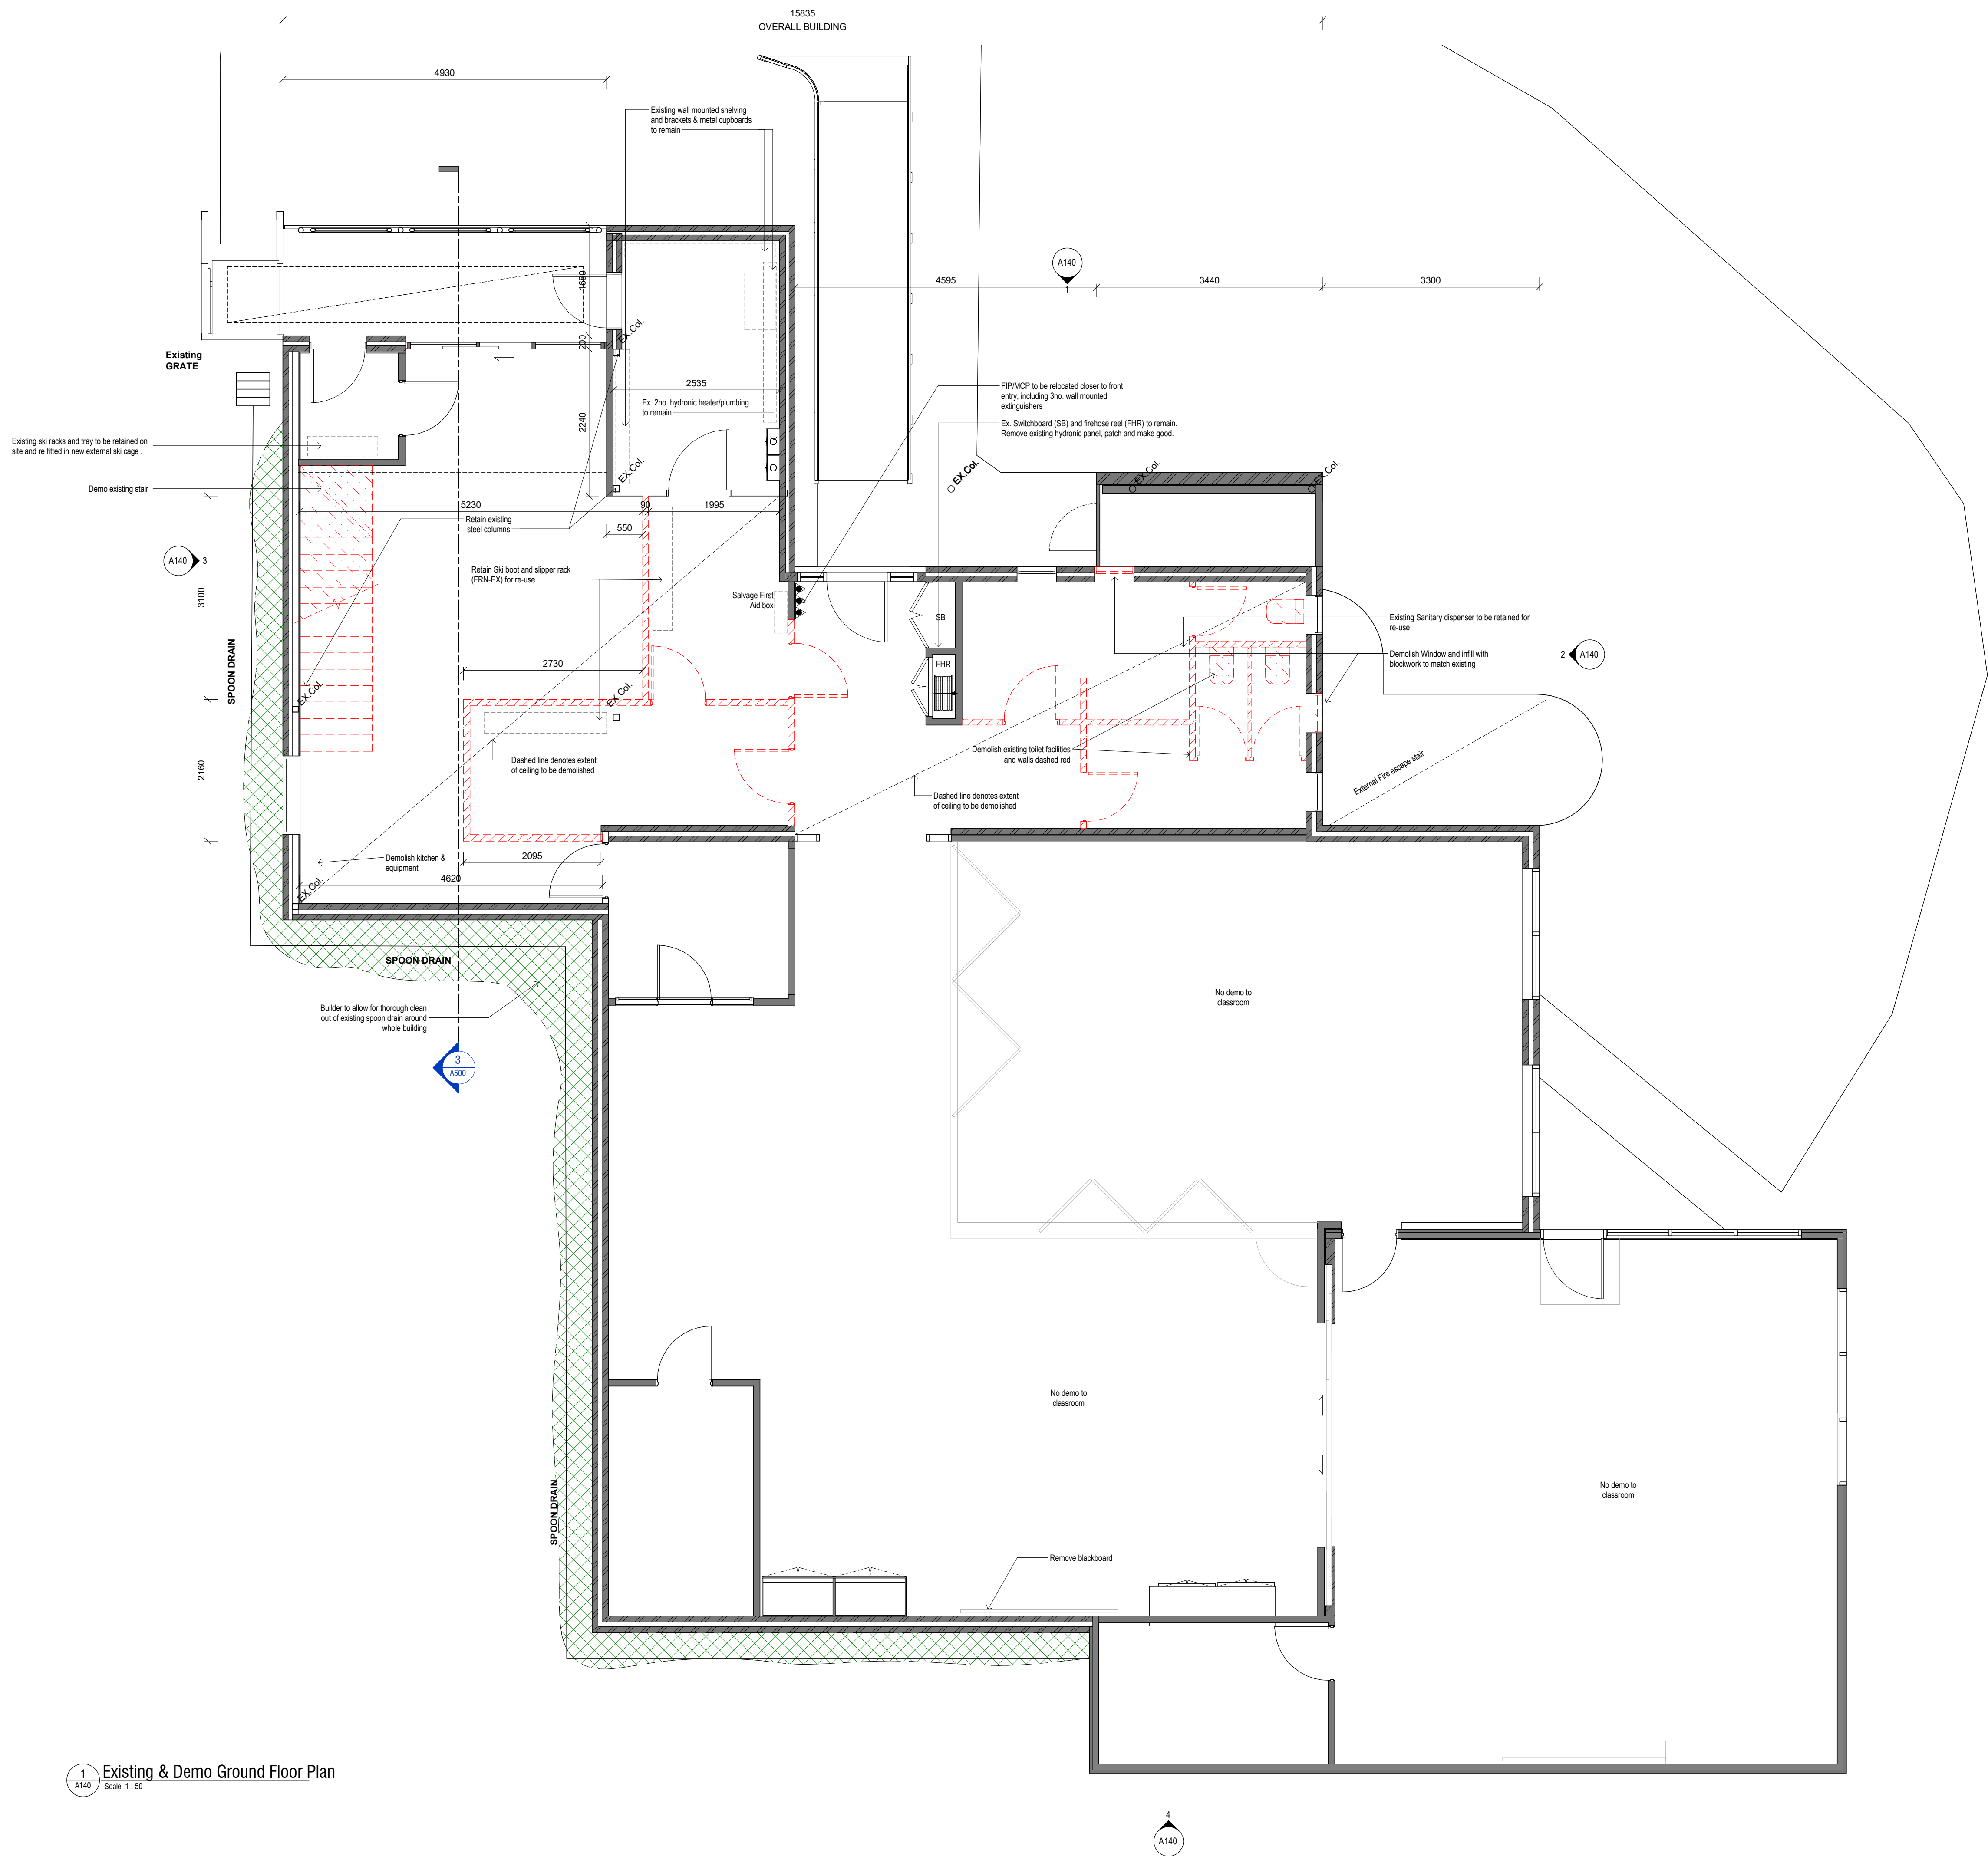 15835
OVERALL BUILDING
4930
Existing wall mounted shelving
and brackets & metal cupboards
to remain
1680
A140
1
4595
3440
3300
Existing
GRATE
200
EX.Col.
2535
Ex. 2no. hydronic heater/plumbing
to remain
2240
FIP/MCP to be relocated closer to front
entry, including 3no. wall mounted
extinguishers
Ex. Switchboard (SB) and firehose reel (FHR) to remain.
Remove existing hydronic panel, patch and make good.
Existing ski racks and tray to be retained on
site and re fitted in new external ski cage .
EX.Col.
EX.Col.
EX.Col.
EX.Col.
Demo existing stair
5230
90
1995
Retain existing
steel columns
550
A140
3
3100
Retain Ski boot and slipper rack
(FRN-EX) for re-use
Salvage First
Aid box
SB
Existing Sanitary dispenser to be retained for
re-use
SPOON DRAIN
2730
FHR
Demolish Window and infill with
blockwork to match existing
2
A140
EX.Col.
EX.Col.
2160
Dashed line denotes extent
of ceiling to be demolished
Demolish existing toilet facilities
and walls dashed red
External Fire escape stair
Dashed line denotes extent
of ceiling to be demolished
Demolish kitchen &
equipment
2095
4620
EX.Col.
SPOON DRAIN
No demo to
classroom
Builder to allow for thorough clean
out of existing spoon drain around
whole building
3
A500
No demo to
classroom
No demo to
classroom
SPOON DRAIN
Remove blackboard
1
A140
Existing & Demo Ground Floor Plan
Scale 1 : 50
4
A140